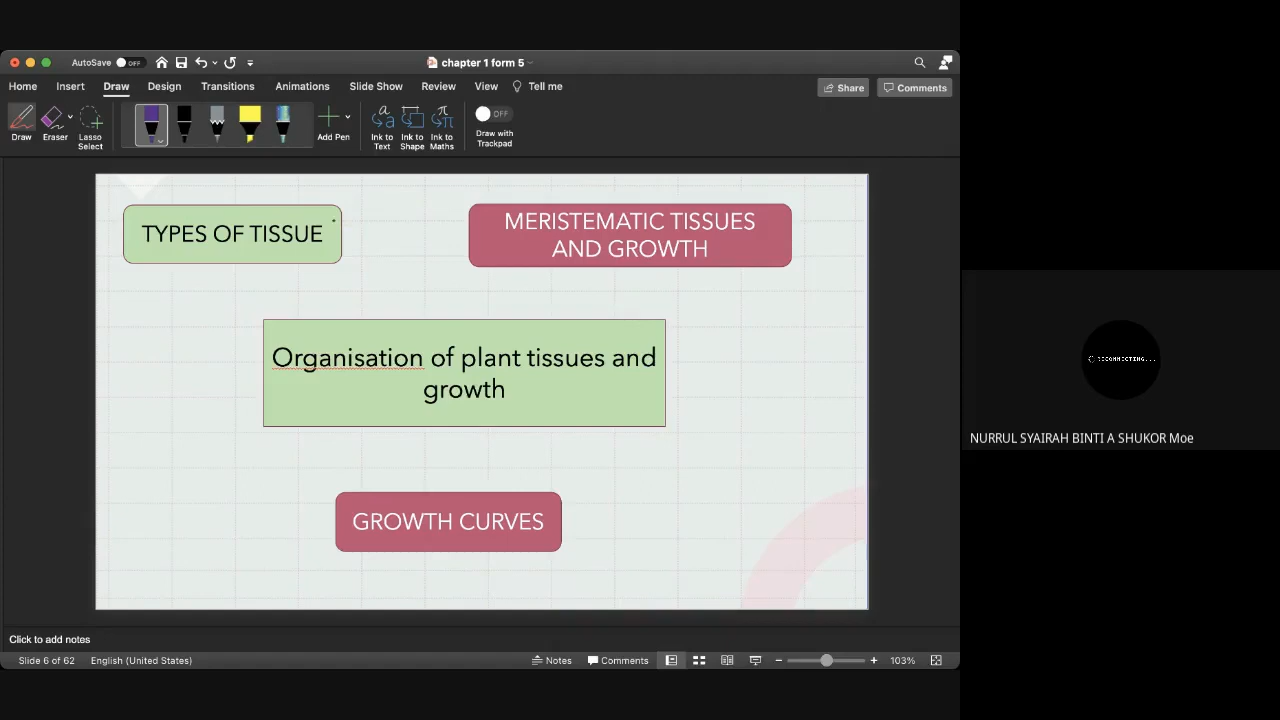 AutoSave OFF
chapter 1 form 5
Home Insert Draw Design Transitions Animations Slide Show Review View Tell me
Share Comments
Draw Eraser Lasso Select Add Pen Ink to Text Ink to Shape Ink to Maths OFF Draw with Trackpad
TYPES OF TISSUE
MERISTEMATIC TISSUES
AND GROWTH
Organisation of plant tissues and
growth
GROWTH CURVES
RECONNECTING...
NURRUL SYAIRAH BINTI A SHUKOR Moe
Click to add notes
Slide 6 of 62 English (United States) Notes Comments 103%